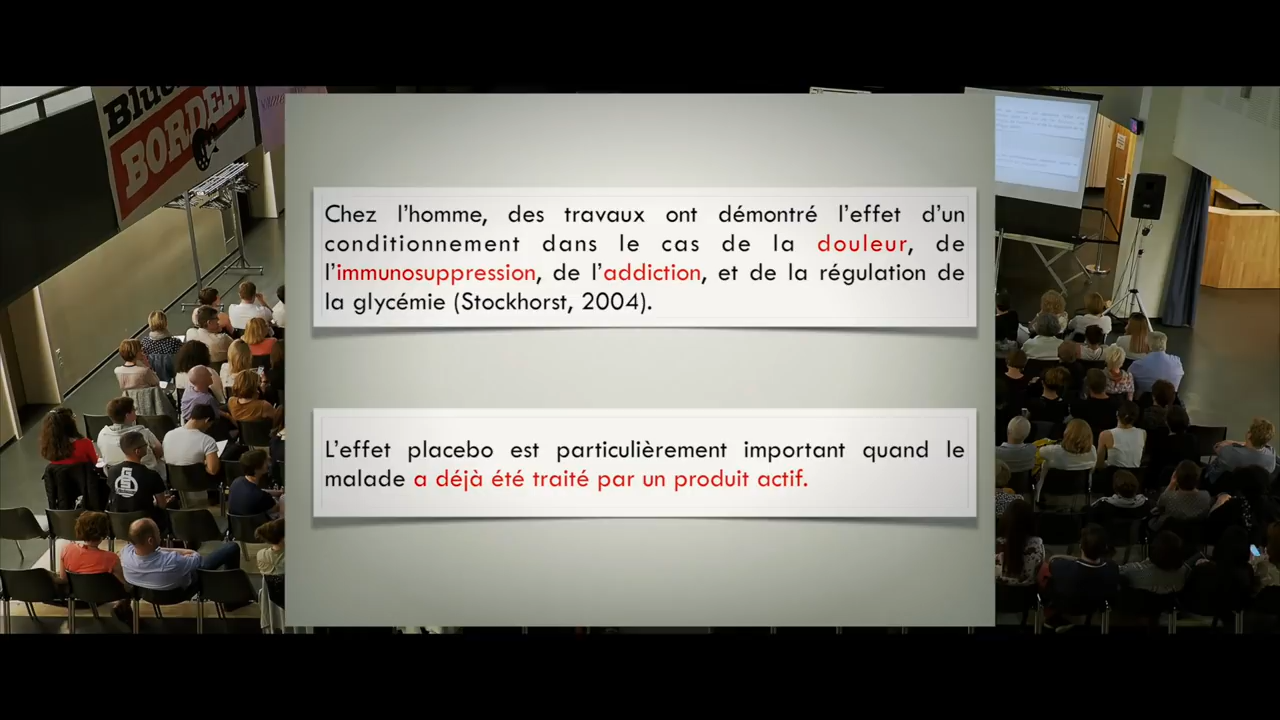 Blue
BORDER
Chez l’homme, des travaux ont démontré l’effet d’un
conditionnement dans le cas de la douleur, de
l’immunosuppression, de l’addiction, et de la régulation de
la glycémie (Stockhorst, 2004).
L’effet placebo est particulièrement important quand le
malade a déjà été traité par un produit actif.